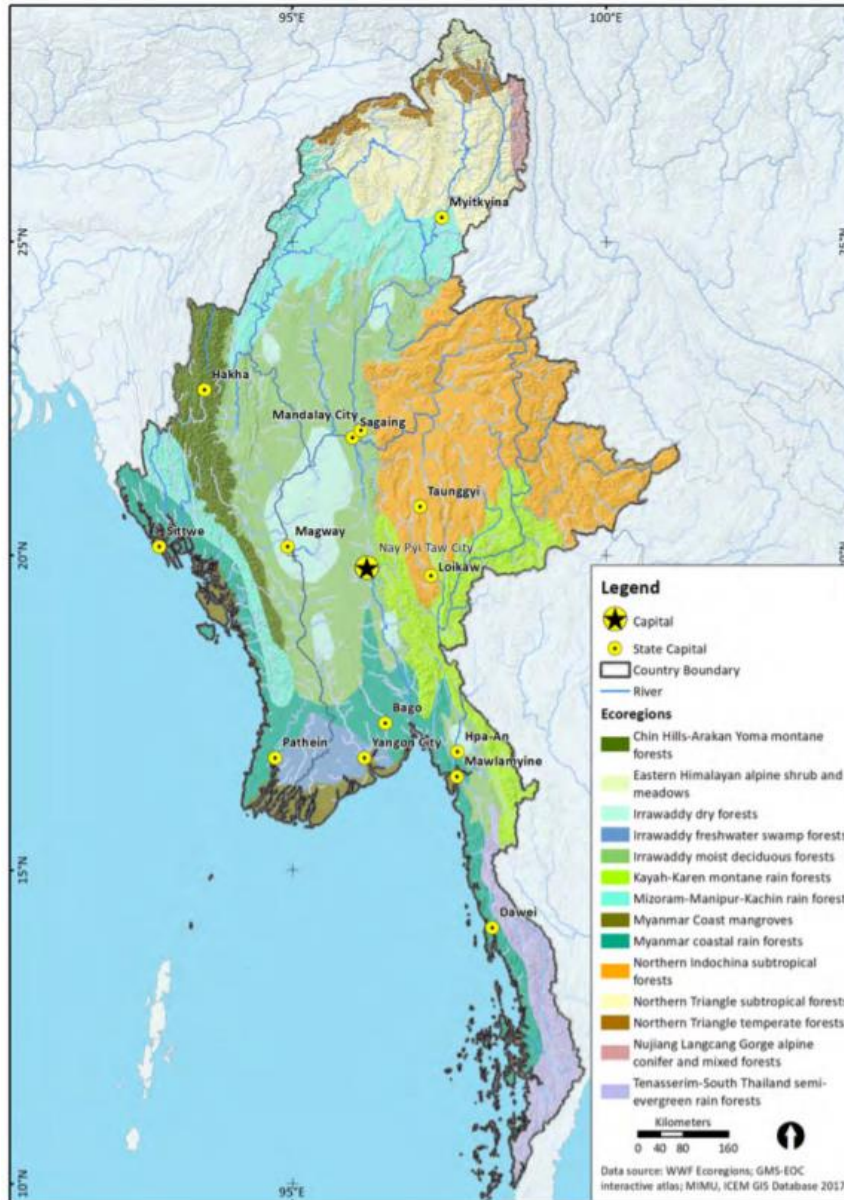 95°E
100°E
Myitkyina
25°N
25°N
Hakha
Mandalay City
Sagaing
Taunggyi
Sittwe
Magway
Nay Pyi Taw City
20°N
20°N
Loikaw
Bago
Pathein
Yangon City
Hpa-An
Mawlamyine
15°N
Dawei
10°N
95°E
Legend
Capital
State Capital
Country Boundary
River
Ecoregions
Chin Hills-Arakan Yoma montane
forests
Eastern Himalayan alpine shrub and
meadows
Irrawaddy dry forests
Irrawaddy freshwater swamp forests
Irrawaddy moist deciduous forests
Kayah-Karen montane rain forests
Mizoram-Manipur-Kachin rain forest
Myanmar Coast mangroves
Myanmar coastal rain forests
Northern Indochina subtropical
forests
Northern Triangle subtropical forests
Northern Triangle temperate forests
Nujiang Langcang Gorge alpine
conifer and mixed forests
Tenasserim-South Thailand semi-
evergreen rain forests
Kilometers
0 40 80 160
Data source: WWF Ecoregions; GMS-EOC
interactive atlas; MIMU, ICEM GIS Database 2017